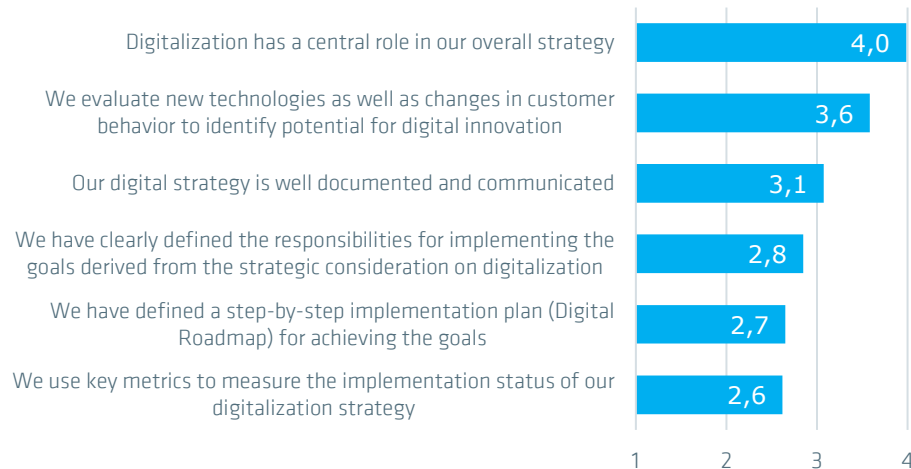 Digitalization has a central role in our overall strategy
4,0
We evaluate new technologies as well as changes in customer
behavior to identify potential for digital innovation
3,6
Our digital strategy is well documented and communicated
3,1
We have clearly defined the responsibilities for implementing the
goals derived from the strategic consideration on digitalization
2,8
We have defined a step-by-step implementation plan (Digital
Roadmap) for achieving the goals
2,7
We use key metrics to measure the implementation status of our
digitalization strategy
2,6
1 2 3 4